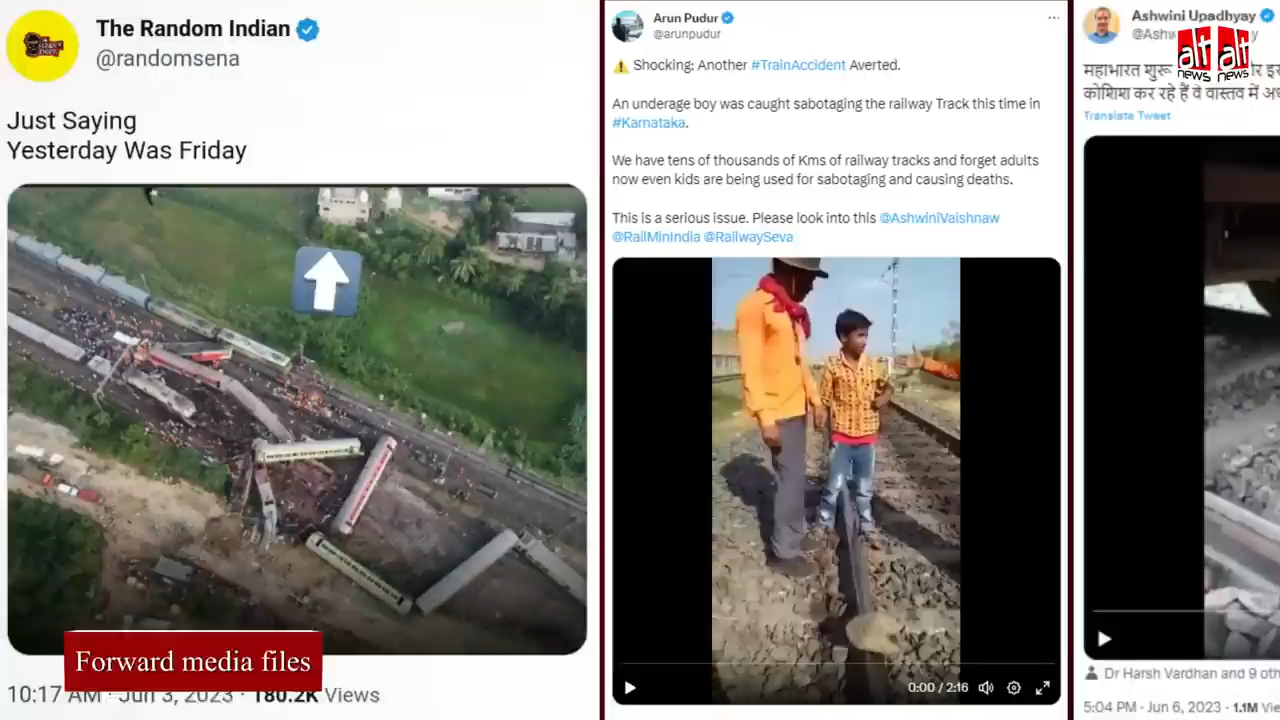 The Random Indian
@randomsena
Just Saying
Yesterday Was Friday
Forward media files
10:17 AM · Jun 3, 2023 · 180.2K Views
Arun Pudur
@arunpudur
Shocking: Another #TrainAccident Averted.
An underage boy was caught sabotaging the railway Track this time in
#Karnataka.
We have tens of thousands of Kms of railway tracks and forget adults
now even kids are being used for sabotaging and causing deaths.
This is a serious issue. Please look into this @AshwiniVaishnaw
@RailMinIndia @RailwaySeva
0:00 / 2:16
Ashwini Upadhyay
alt news
alt news
महाभारत शुरू
कोशिश कर रहे हैं वे वास्तव में
Translate Tweet
Dr Harsh Vardhan and 9
5:04 PM · Jun 6, 2023 · 1.1M